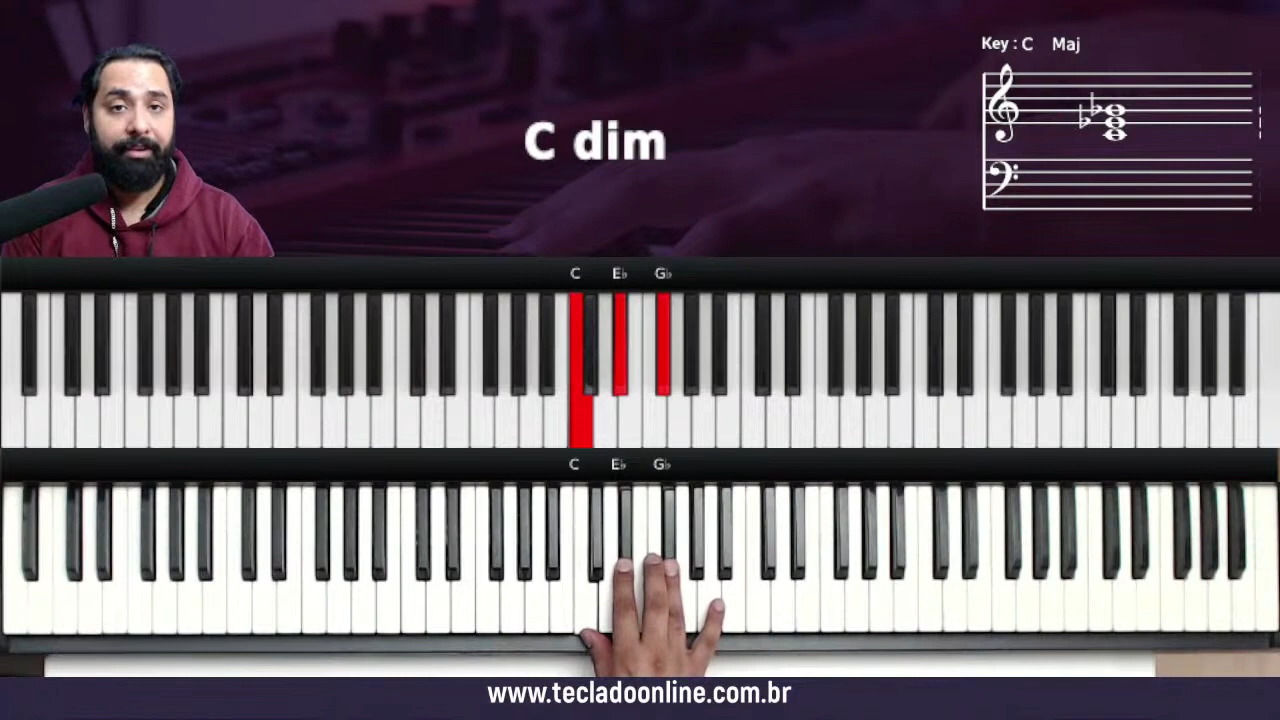 Key : C Maj
C dim
C E♭ G♭
C E♭ G♭
www.tecladoonline.com.br